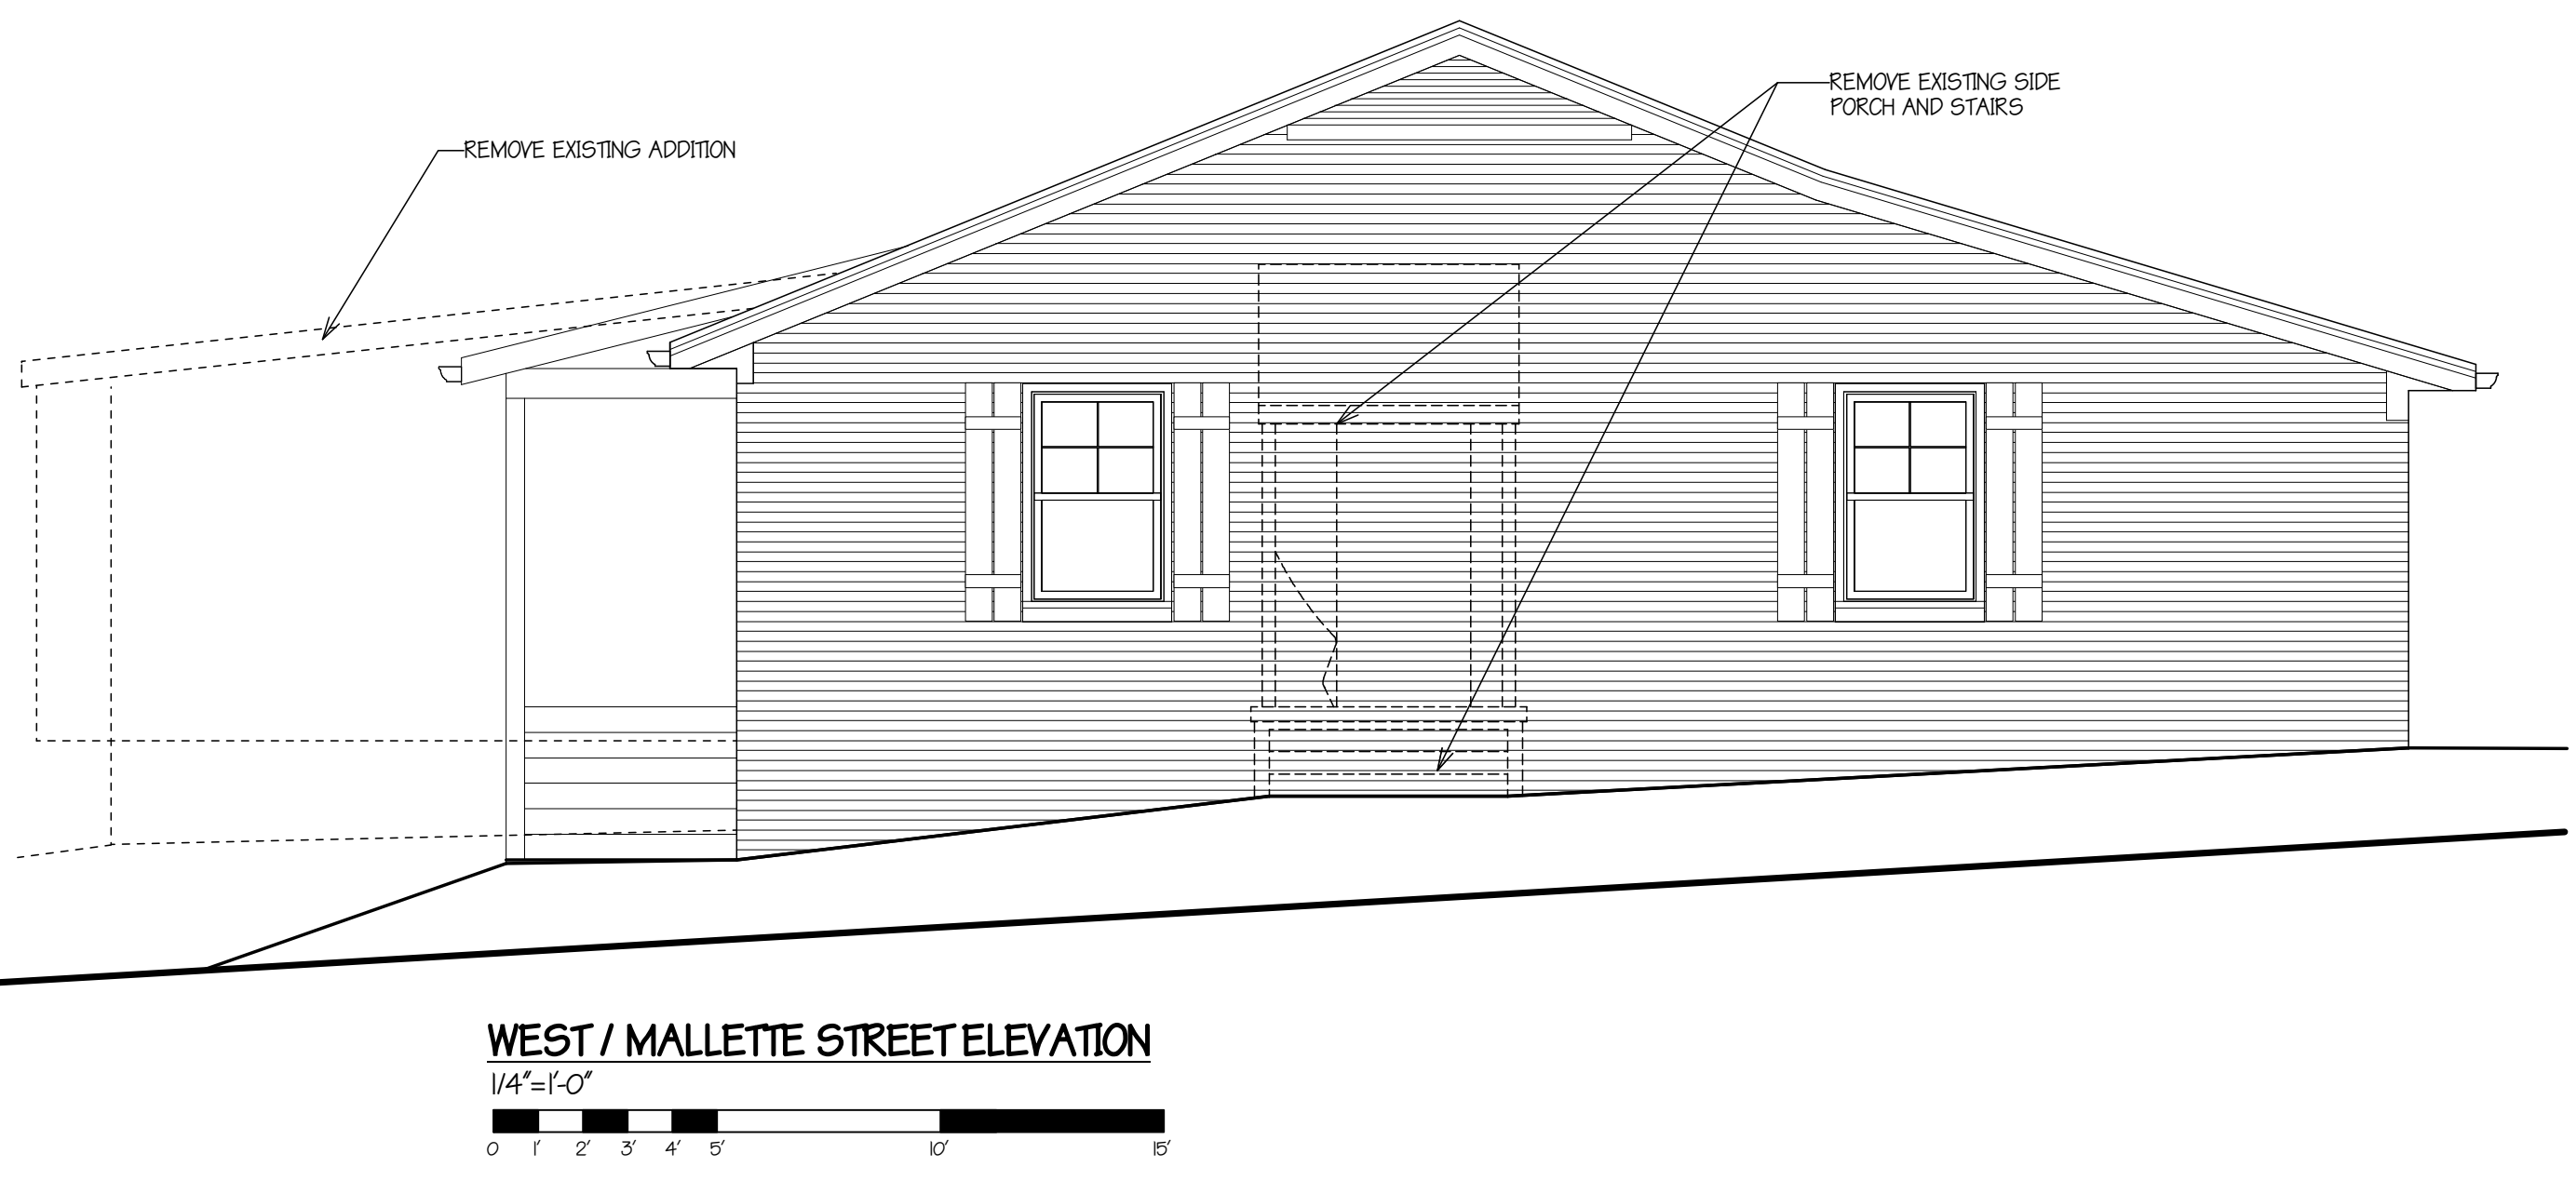 REMOVE EXISTING SIDE
PORCH AND STAIRS
REMOVE EXISTING ADDITION
WEST / MALLETTE STREET ELEVATION
1/4"=1'-0"
0 1' 2' 3' 4' 5' 10' 15'